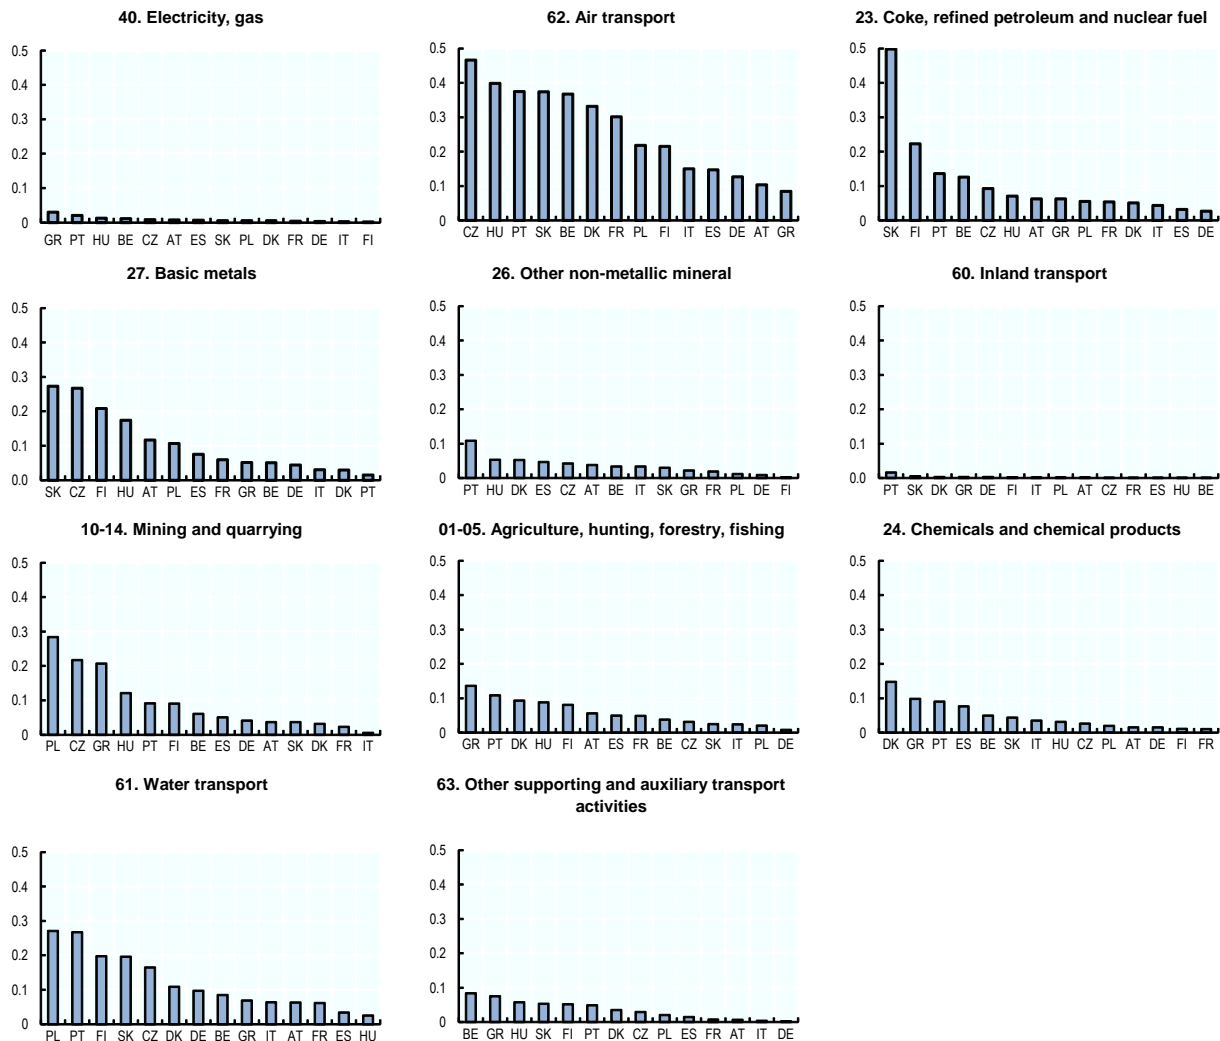 40. Electricity, gas
0.5
0.4
0.3
0.2
0.1
0
GR PT HU BE CZ AT ES SK PL DK FR DE IT FI
62. Air transport
0.5
0.4
0.3
0.2
0.1
0
CZ HU PT SK BE DK FR PL FI IT ES DE AT GR
23. Coke, refined petroleum and nuclear fuel
0.5
0.4
0.3
0.2
0.1
0
SK FI PT BE CZ HU AT GR PL FR DK IT ES DE
27. Basic metals
0.5
0.4
0.3
0.2
0.1
0.0
SK CZ FI HU AT PL ES FR GR BE DE IT DK PT
26. Other non-metallic mineral
0.5
0.4
0.3
0.2
0.1
0
PT HU DK ES CZ AT BE IT SK GR FR PL DE FI
60. Inland transport
0.5
0.4
0.3
0.2
0.1
0
PT SK DK GR DE FI IT PL AT CZ FR ES HU BE
10-14. Mining and quarrying
0.5
0.4
0.3
0.2
0.1
0
PL CZ GR HU PT FI BE ES DE AT SK DK FR IT
01-05. Agriculture, hunting, forestry, fishing
0.5
0.4
0.3
0.2
0.1
0
GR PT DK HU FI AT ES FR BE CZ SK IT PL DE
24. Chemicals and chemical products
0.5
0.4
0.3
0.2
0.1
0
DK GR PT ES BE SK IT HU CZ PL AT DE FI FR
61. Water transport
0.5
0.4
0.3
0.2
0.1
0
PL PT FI SK CZ DK DE BE GR IT AT FR ES HU
63. Other supporting and auxiliary transport
activities
0.5
0.4
0.3
0.2
0.1
0
BE GR HU SK FI PT DK CZ PL ES FR AT IT DE